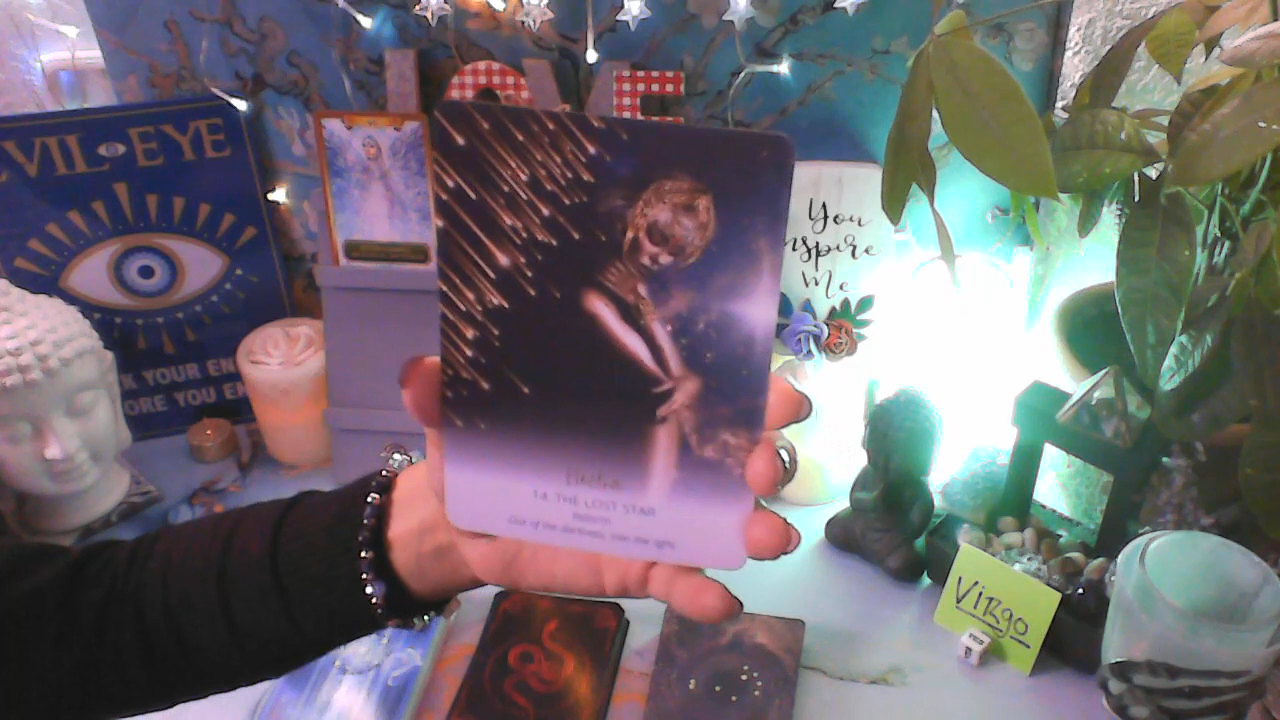 LOVE
EVIL EYE
K YOUR EN
ORE YOU EN
You
Inspire
Me
14. THE LOST STAR
Reborn
Out of the darkness, into the light.
Virgo